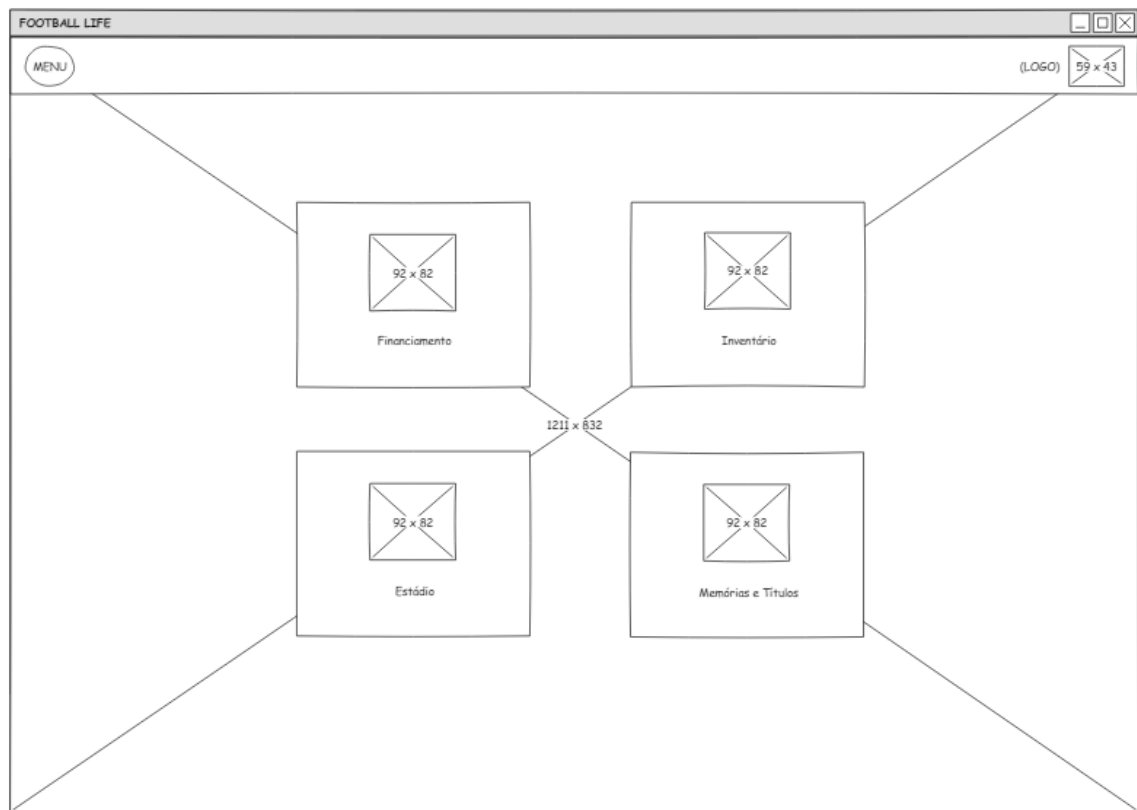 FOOTBALL LIFE
MENU
(LOGO)
59 x 43
92 x 82
92 x 82
Financiamento
Inventário
1211 x 832
92 x 82
92 x 82
Estádio
Memórias e Títulos